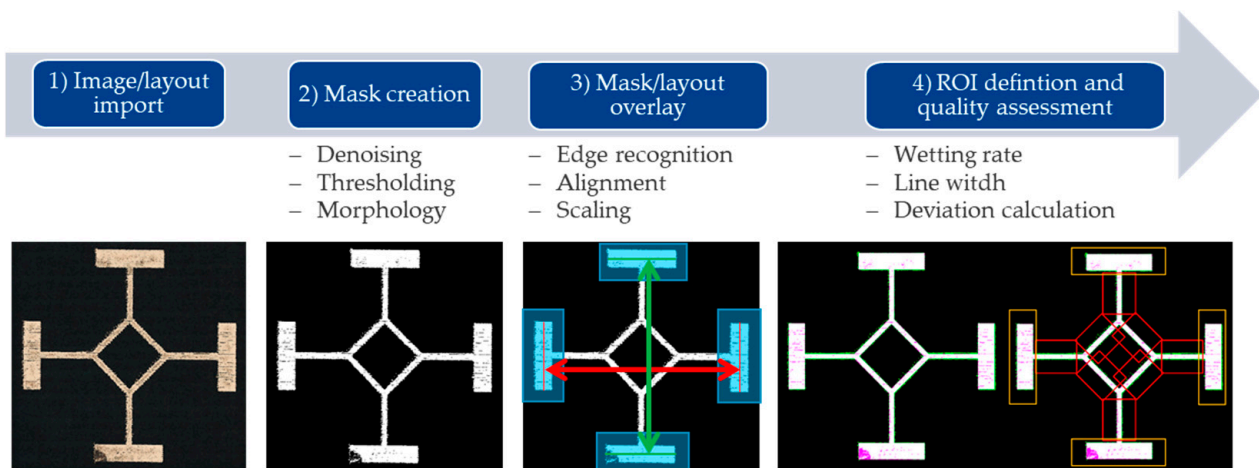 1) Image/layout
import
2) Mask creation
3) Mask/layout
overlay
4) ROI defintion and
quality assessment
– Denoising
– Thresholding
– Morphology
– Edge recognition
– Alignment
– Scaling
– Wetting rate
– Line witdh
– Deviation calculation